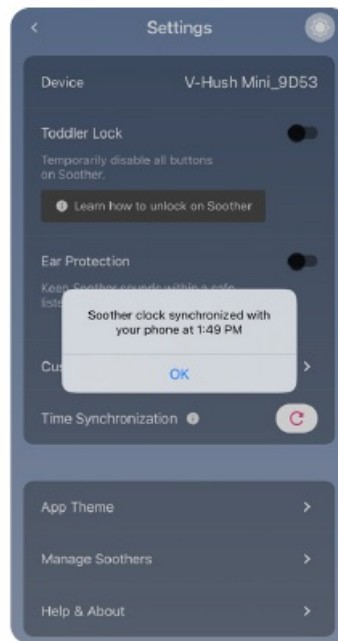 Settings
Device V-Hush Mini_9D53
Toddler Lock
Temporarily disable all buttons
on Soother.
Learn how to unlock on Soother
Ear Protection
Keep Soother sounds within a safe
Soother clock synchronized with
your phone at 1:49 PM
OK
Time Synchronization
App Theme
Manage Soothers
Help & About